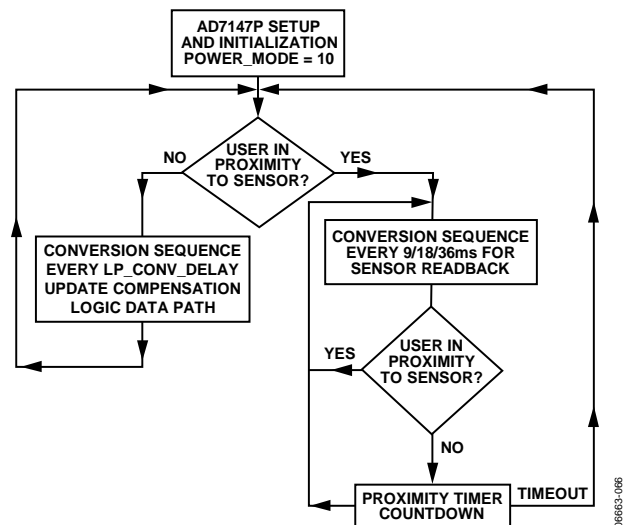 AD7147P SETUP
AND INITIALIZATION
POWER_MODE = 10
USER IN
PROXIMITY
TO SENSOR?
NO
YES
CONVERSION SEQUENCE
EVERY LP_CONV_DELAY
UPDATE COMPENSATION
LOGIC DATA PATH
CONVERSION SEQUENCE
EVERY 9/18/36ms FOR
SENSOR READBACK
USER IN
PROXIMITY
TO SENSOR?
YES
NO
PROXIMITY TIMER
COUNTDOWN
TIMEOUT
06663-066